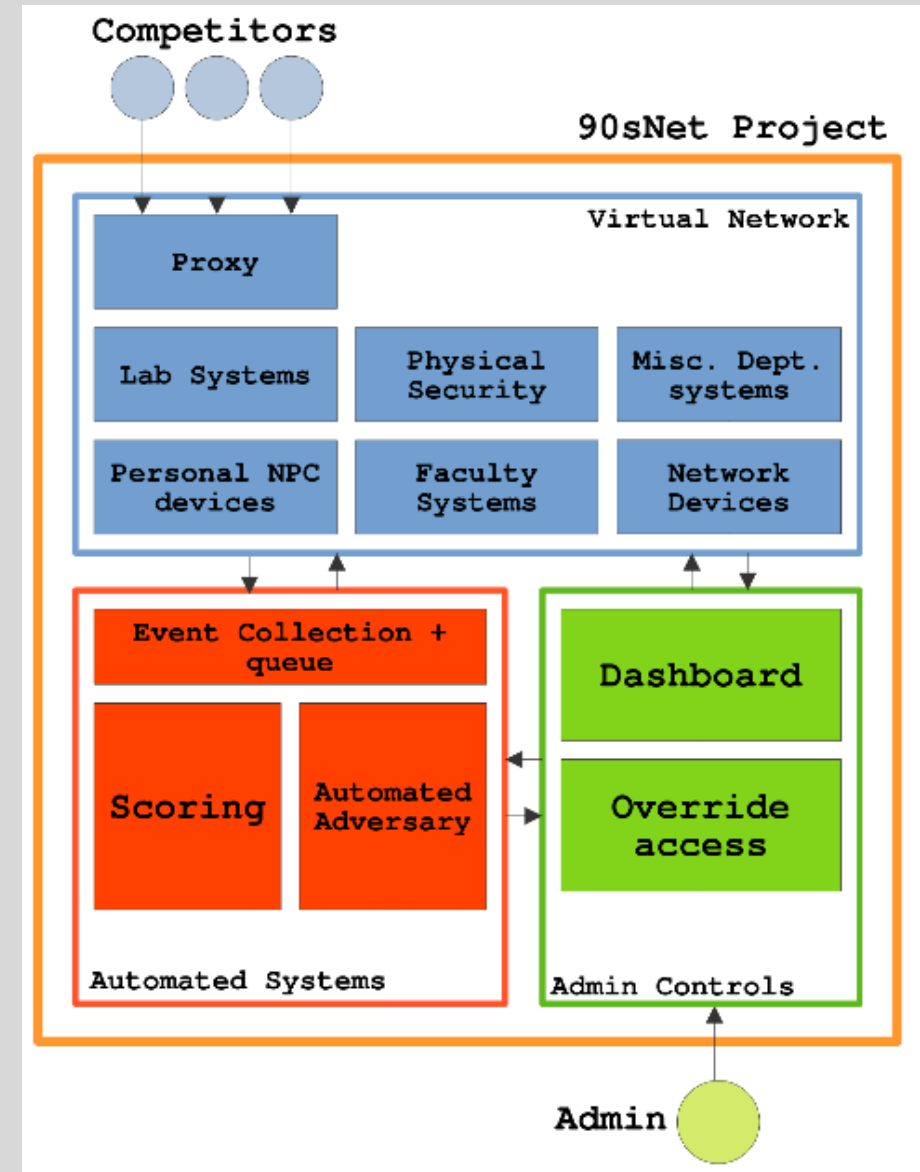 Competitors
90sNet Project
Virtual Network
Proxy
Lab Systems
Physical
Security
Misc. Dept.
systems
Personal NPC
devices
Faculty
Systems
Network
Devices
Event Collection +
queue
Scoring
Automated
Adversary
Automated Systems
Dashboard
Override
access
Admin Controls
Admin